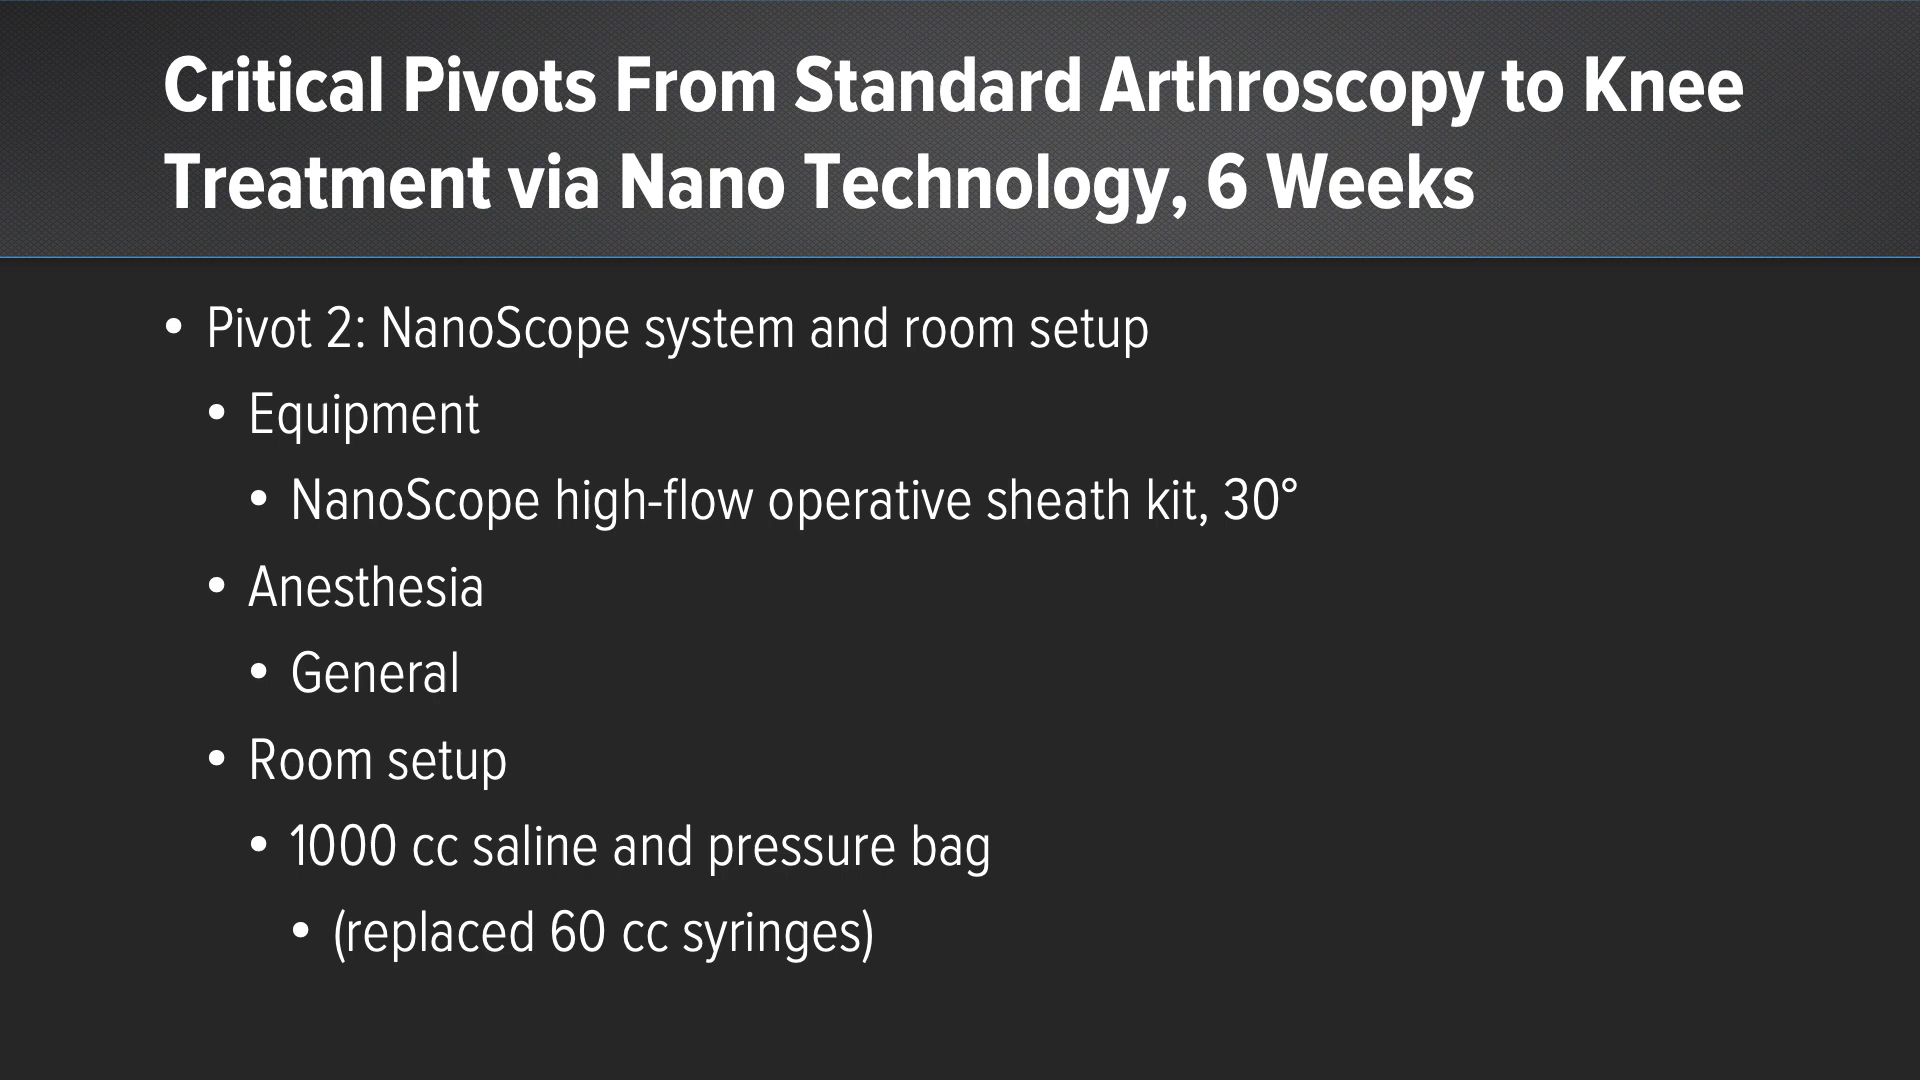 Critical Pivots From Standard Arthroscopy to Knee
Treatment via Nano Technology, 6 Weeks
• Pivot 2: NanoScope system and room setup
• Equipment
• NanoScope high-flow operative sheath kit, 30°
• Anesthesia
• General
• Room setup
• 1000 cc saline and pressure bag
• (replaced 60 cc syringes)